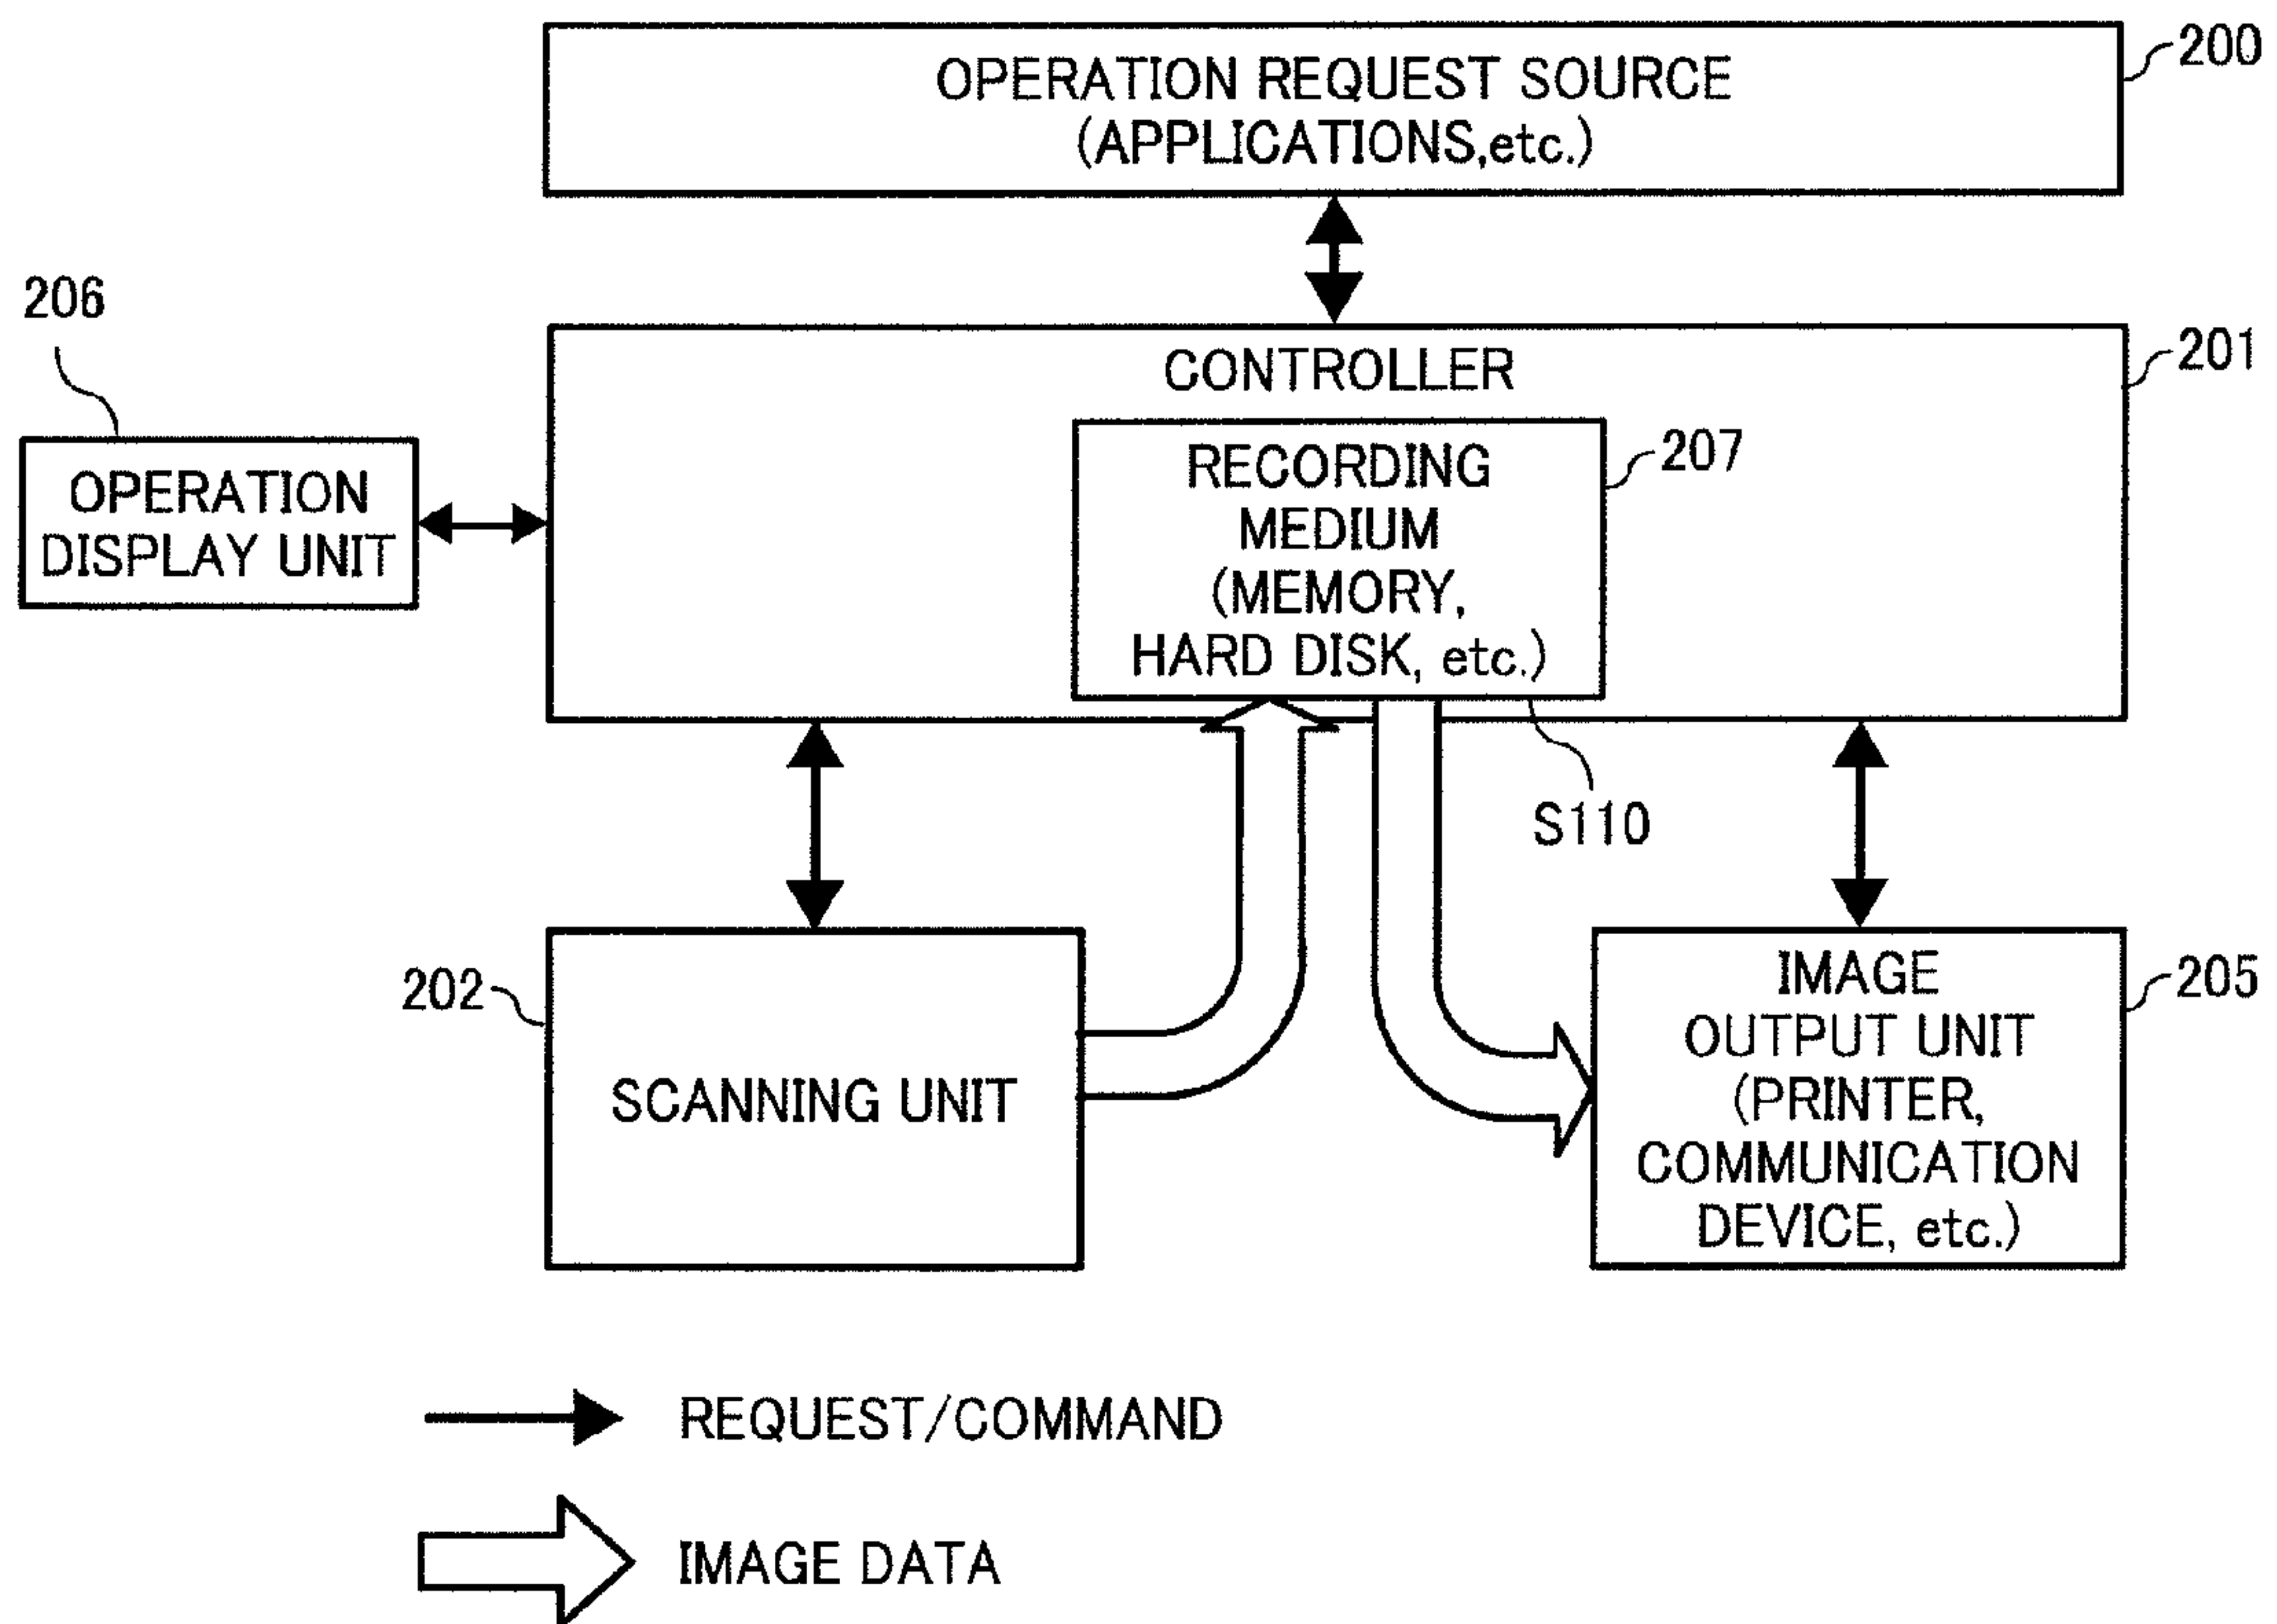 200
OPERATION REQUEST SOURCE
(APPLICATIONS,etc.)
206
201
CONTROLLER
207
RECORDING
MEDIUM
(MEMORY,
HARD DISK, etc.)
OPERATION
DISPLAY UNIT
S110
202
SCANNING UNIT
205
IMAGE
OUTPUT UNIT
(PRINTER,
COMMUNICATION
DEVICE, etc.)
REQUEST/COMMAND
IMAGE DATA